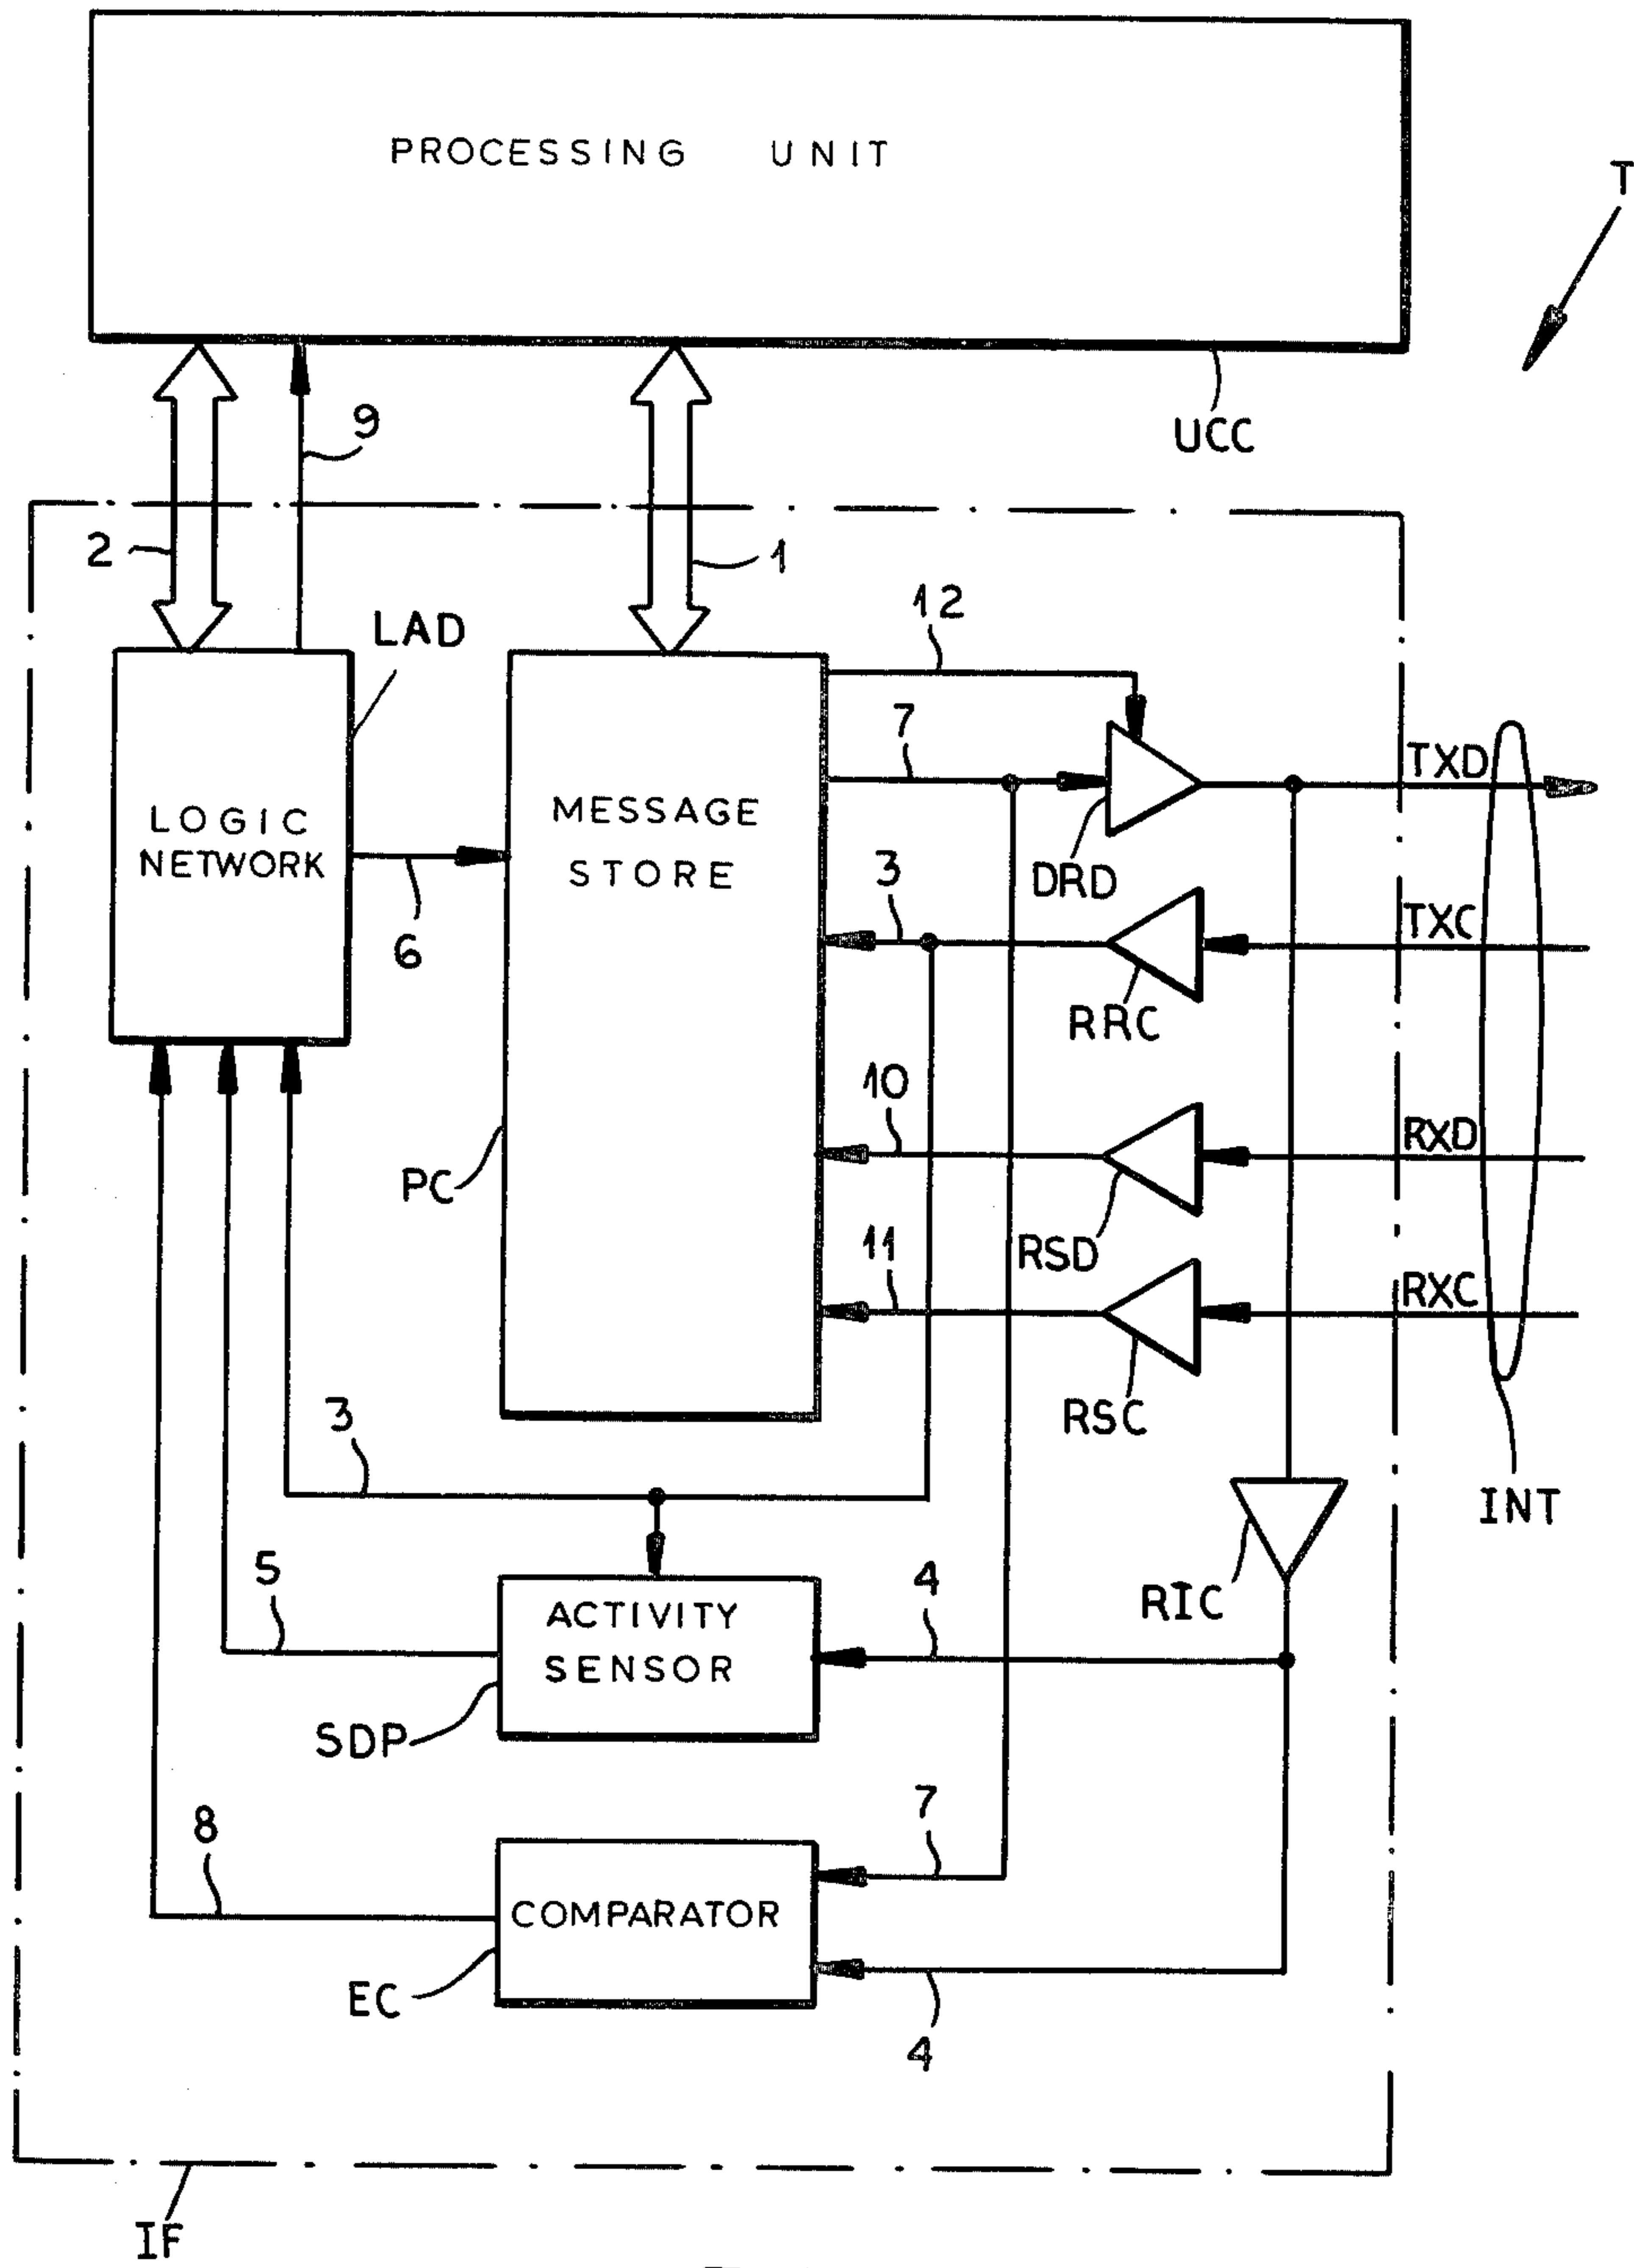 PROCESSING UNIT
T
UCC
9
2
1
LAD
12
7
TXD
LOGIC
NETWORK
MESSAGE
STORE
DRD
3
TXC
6
RRC
10
RXD
PC
RSD
11
RXC
RSC
3
INT
5
ACTIVITY
SENSOR
4
RIC
SDP
7
8
COMPARATOR
EC
4
IF